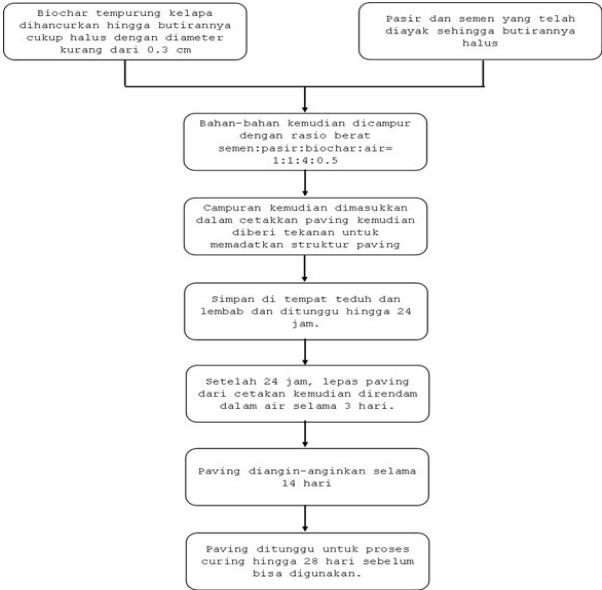 Biochar tempurung kelapa
dihancurkan hingga butirannya
cukup halus dengan diameter
kurang dari 0.3 cm
Pasir dan semen yang telah
diayak sehingga butirannya
halus
Bahan-bahan kemudian dicampur
dengan rasio berat
semen:pasir:biochar:air=
1:1:4:0.5
Campuran kemudian dimasukkan
dalam cetakkan paving kemudian
diberi tekanan untuk
memadatkan struktur paving
Simpan di tempat teduh dan
lembab dan ditunggu hingga 24
jam.
Setelah 24 jam, lepas paving
dari cetakan kemudian direndam
dalam air selama 3 hari.
Paving diangin-anginkan selama
14 hari
Paving ditunggu untuk proses
curing hingga 28 hari sebelum
bisa digunakan.